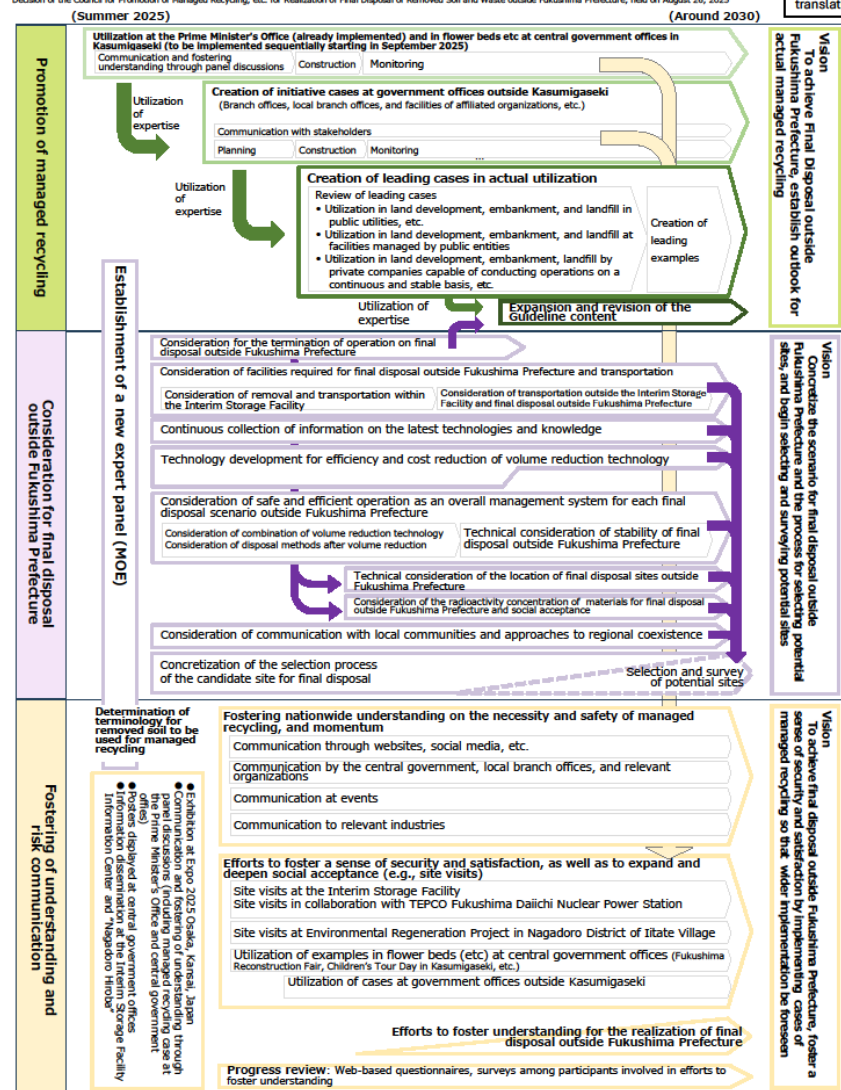 Decision of the Council for Promotion of Managed Recycling, etc. for Realization of Final Disposal of Removed Soil and Waste outside Fukushima Prefecture, held on August 26, 2025
(Summer 2025)
(Around 2030)
Promotion of managed recycling
Utilization at the Prime Minister's Office (already implemented) and in flower beds etc at central government offices in
Kasumigaseki (to be implemented sequentially starting in September 2025)
Communication and fostering
understanding through panel discussions
Construction
Monitoring
Utilization
of
expertise
Creation of initiative cases at government offices outside Kasumigaseki
(Branch offices, local branch offices, and facilities of affiliated organizations, etc.)
Communication with stakeholders
Planning
Construction
Monitoring
...
Utilization
of
expertise
Creation of leading cases in actual utilization
Review of leading cases
• Utilization in land development, embankment, and landfill in
public utilities, etc.
• Utilization in land development, embankment, and landfill at
facilities managed by public entities
• Utilization in land development, embankment, landfill by
private companies capable of conducting operations on a
continuous and stable basis, etc.
Creation of
leading
examples
Utilization of
expertise
Expansion and revision of the
Guideline content
Vision
To achieve Final Disposal outside
Fukushima Prefecture, establish outlook for
actual managed recycling
Establishment of a new expert panel (MOE)
Consideration for final disposal
outside Fukushima Prefecture
Consideration for the termination of operation on final
disposal outside Fukushima Prefecture
Consideration of facilities required for final disposal outside Fukushima Prefecture and transportation
Consideration of removal and transportation within
the Interim Storage Facility
Consideration of transportation outside the Interim Storage
Facility and final disposal outside Fukushima Prefecture
Continuous collection of information on the latest technologies and knowledge
Technology development for efficiency and cost reduction of volume reduction technology
Consideration of safe and efficient operation as an overall management system for each final
disposal scenario outside Fukushima Prefecture
Consideration of combination of volume reduction technology
Consideration of disposal methods after volume reduction
Technical consideration of stability of final
disposal outside Fukushima Prefecture
Technical consideration of the location of final disposal sites outside
Fukushima Prefecture
Consideration of the radioactivity concentration of materials for final disposal
outside Fukushima Prefecture and social acceptance
Consideration of communication with local communities and approaches to regional coexistence
Concretization of the selection process
of the candidate site for final disposal
Selection and survey
of potential sites
Vision
Concretize the scenario for final disposal outside
Fukushima Prefecture and the process for selecting potential
sites, and begin selecting and surveying potential sites
Fostering of understanding and
risk communication
Determination of
terminology for
removed soil to be
used for managed
recycling
● Exhibition at Expo 2025 Osaka, Kansai, Japan
● Communication and fostering of understanding through
panel discussions (including managed recycling case at
the Prime Minister's Office and central government
offies)
● Posters displayed at central government offices
● Information dissemination at the Interim Storage Facility
Information Center and "Nagadoro Hiroba"
Fostering nationwide understanding on the necessity and safety of managed
recycling, and momentum
Communication through websites, social media, etc.
Communication by the central government, local branch offices, and relevant
organizations
Communication at events
Communication to relevant industries
Efforts to foster a sense of security and satisfaction, as well as to expand and
deepen social acceptance (e.g., site visits)
Site visits at the Interim Storage Facility
Site visits in collaboration with TEPCO Fukushima Daiichi Nuclear Power Station
Site visits at Environmental Regeneration Project in Nagadoro District of Iitate Village
Utilization of examples in flower beds (etc) at central government offices (Fukushima
Reconstruction Fair, Children's Tour Day in Kasumigaseki, etc.)
Utilization of cases at government offices outside Kasumigaseki
Efforts to foster understanding for the realization of final
disposal outside Fukushima Prefecture
Progress review: Web-based questionnaires, surveys among participants involved in efforts to
foster understanding
Vision
To achieve final disposal outside Fukushima Prefecture, foster a
sense of security and satisfaction by implementing cases of
managed recycling so that wider implementation be foreseen